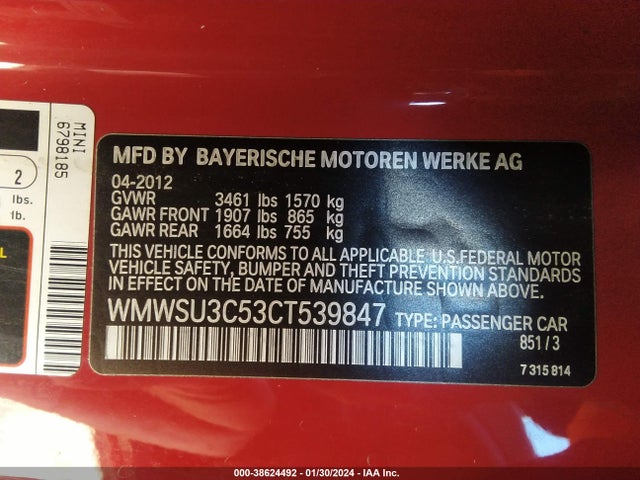 MINI
6798185
2
lbs.
lb.
L
MFD BY BAYERISCHE MOTOREN WERKE AG
04-2012
GVWR 3461 lbs 1570 kg
GAWR FRONT 1907 lbs 865 kg
GAWR REAR 1664 lbs 755 kg
THIS VEHICLE CONFORMS TO ALL APPLICABLE U.S.FEDERAL MOTOR
VEHICLE SAFETY, BUMPER AND THEFT PREVENTION STANDARDS
IN EFFECT ON THE DATE OF MANUFACTURE SHOWN ABOVE.
WMWSU3C53CT539847 TYPE: PASSENGER CAR
851/3
7 315 814
000-38624492 - 01/30/2024 - IAA Inc.